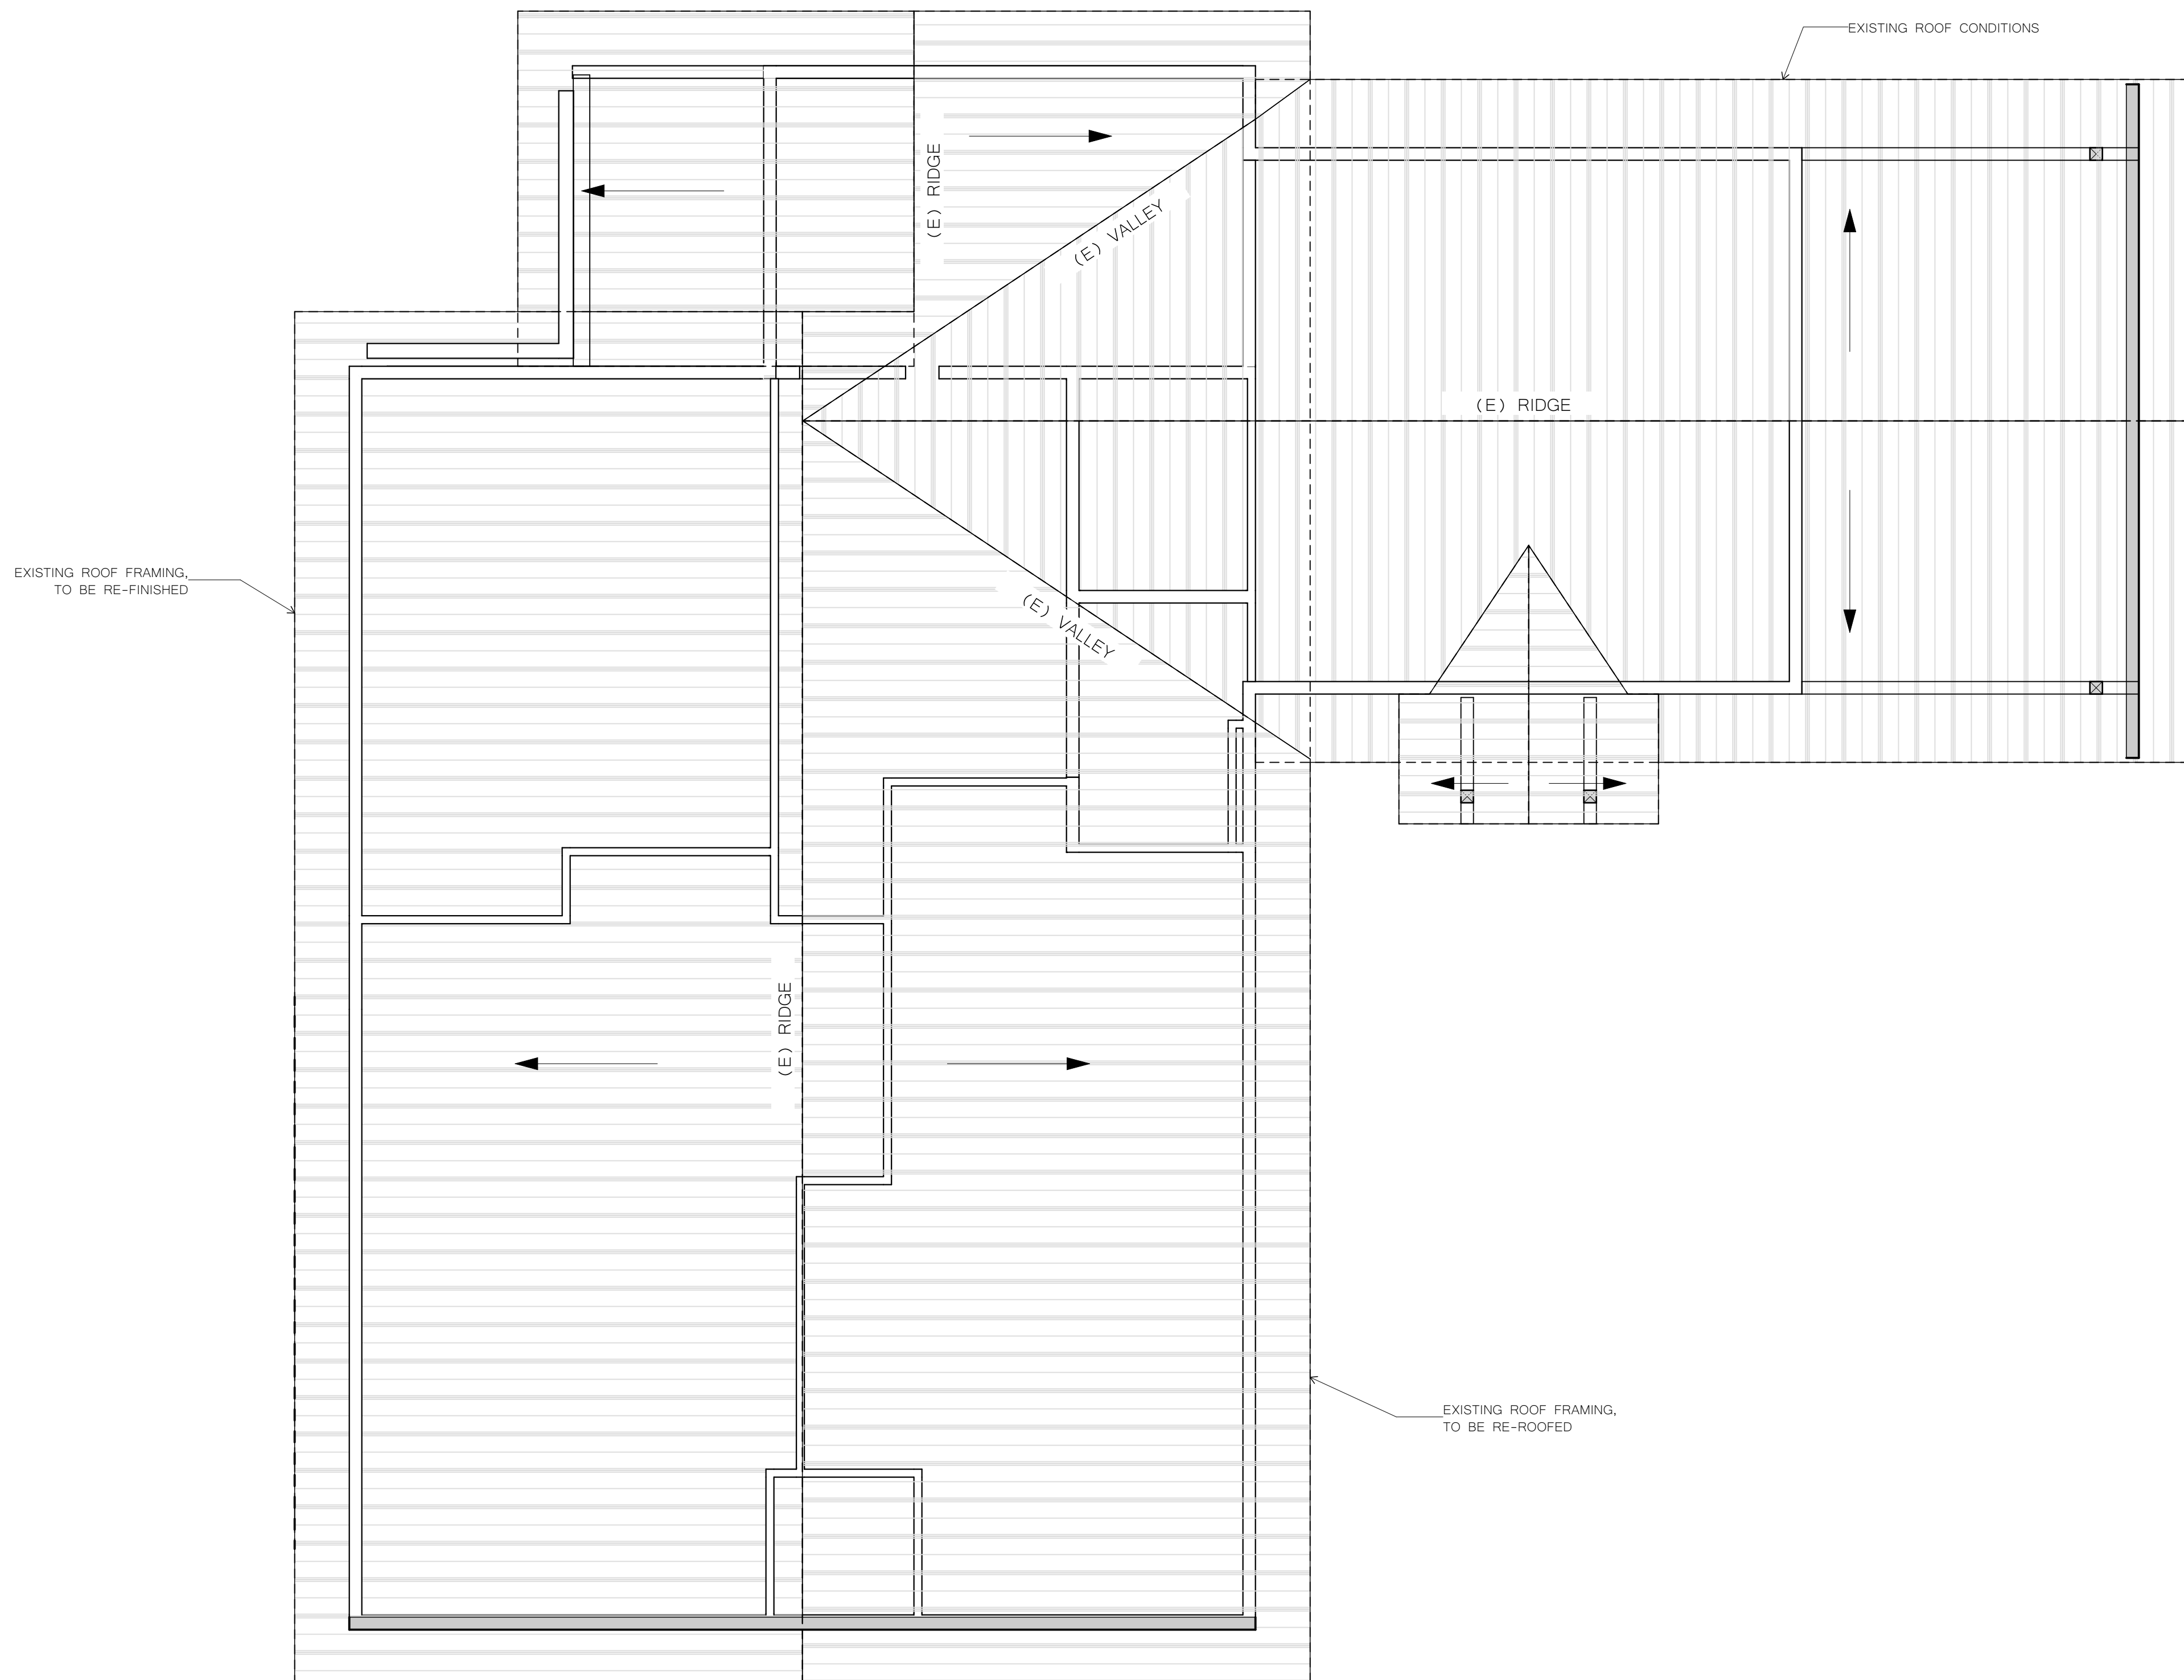 EXISTING ROOF CONDITIONS
(E) RIDGE
(E) VALLEY
(E) RIDGE
EXISTING ROOF FRAMING,
TO BE RE-FINISHED
(E) VALLEY
(E) RIDGE
EXISTING ROOF FRAMING,
TO BE RE-ROOFED